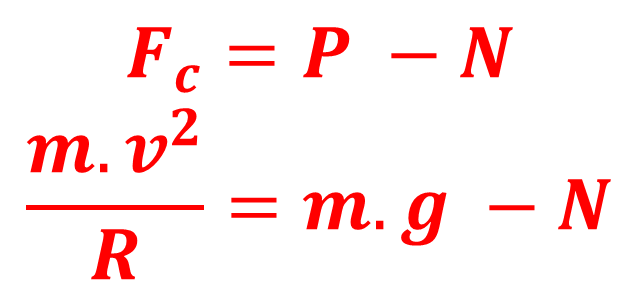 F_c = P − N
m.v²/R = m.g − N